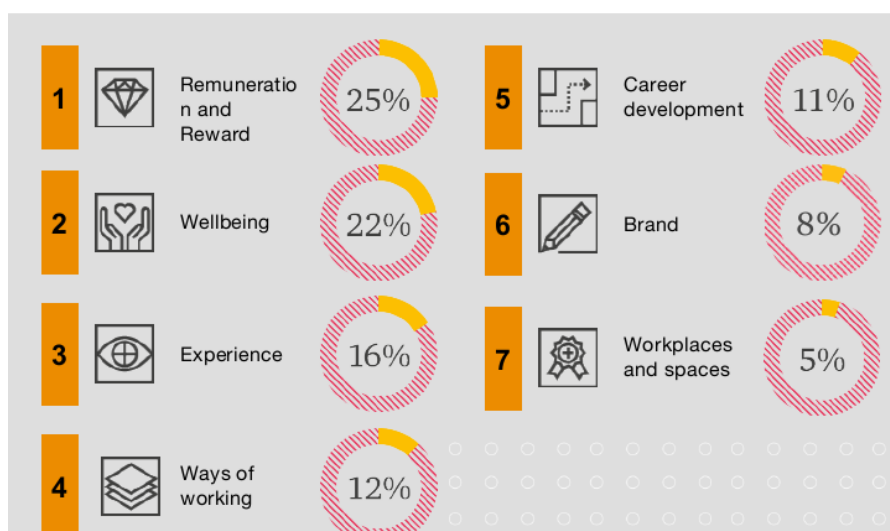 1
Remuneratio
n and
Reward
25%
2
Wellbeing
22%
3
Experience
16%
4
Ways of
working
12%
5
Career
development
11%
6
Brand
8%
7
Workplaces
and spaces
5%